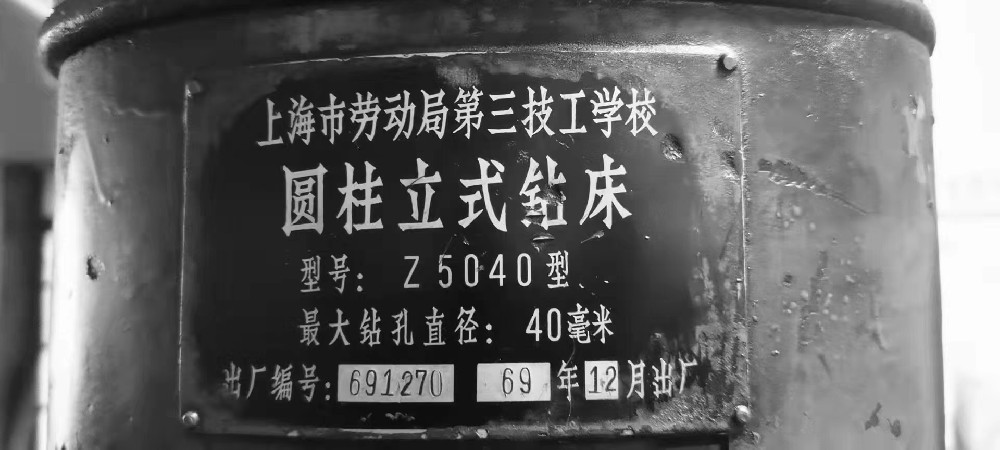 上海市劳动局第三技工学校
圆柱立式钻床
型号： Z5040型
最大钻孔直径： 40毫米
出厂编号： 691270 69年12月出厂